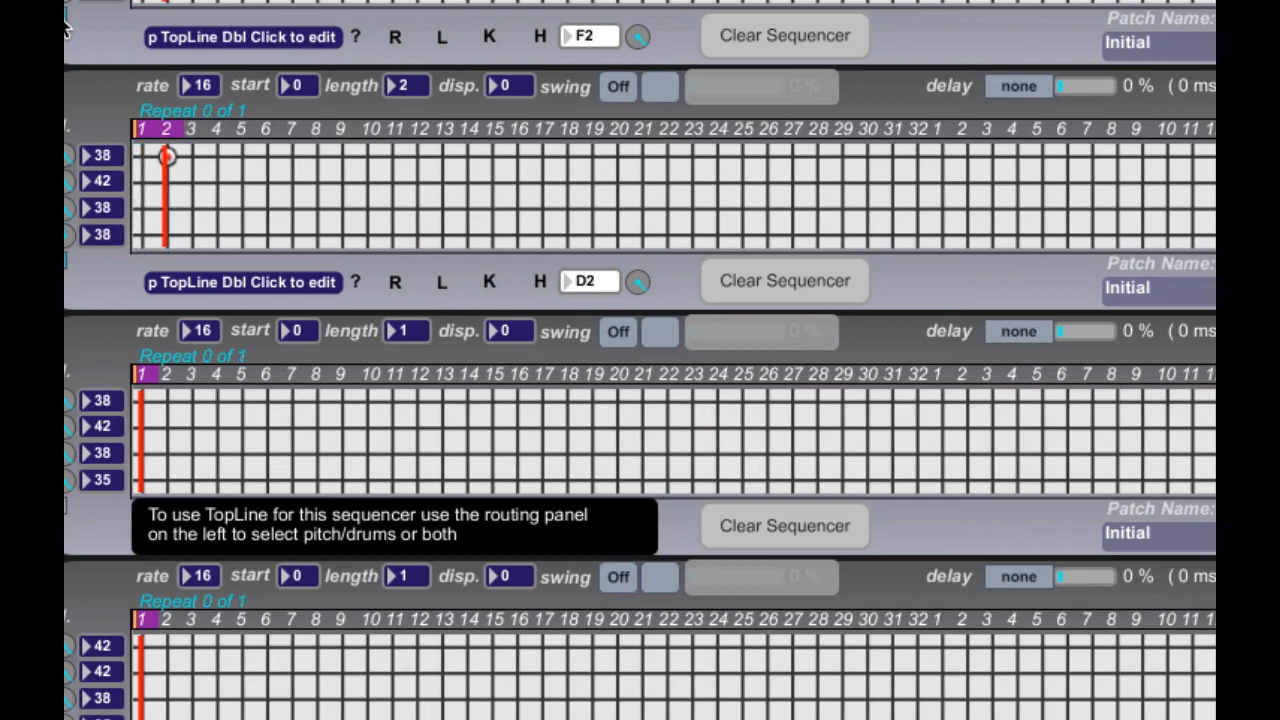 Patch Name:
p TopLine Dbl Click to edit ? R L K H F2 Clear Sequencer Initial
rate 16 start 0 length 2 disp. 0 swing Off 0 % delay none 0 % ( 0 ms
Repeat 0 of 1
1 2 3 4 5 6 7 8 9 10 11 12 13 14 15 16 17 18 19 20 21 22 23 24 25 26 27 28 29 30 31 32 1 2 3 4 5 6 7 8 9 10 11 1
38
42
38
38
Patch Name:
p TopLine Dbl Click to edit ? R L K H D2 Clear Sequencer Initial
rate 16 start 0 length 1 disp. 0 swing Off 0 % delay none 0 % ( 0 ms
Repeat 0 of 1
1 2 3 4 5 6 7 8 9 10 11 12 13 14 15 16 17 18 19 20 21 22 23 24 25 26 27 28 29 30 31 32 1 2 3 4 5 6 7 8 9 10 11 1
38
42
38
35
Patch Name:
To use TopLine for this sequencer use the routing panel
on the left to select pitch/drums or both
Clear Sequencer Initial
rate 16 start 0 length 1 disp. 0 swing Off 0 % delay none 0 % ( 0 ms
Repeat 0 of 1
1 2 3 4 5 6 7 8 9 10 11 12 13 14 15 16 17 18 19 20 21 22 23 24 25 26 27 28 29 30 31 32 1 2 3 4 5 6 7 8 9 10 11 1
42
42
38